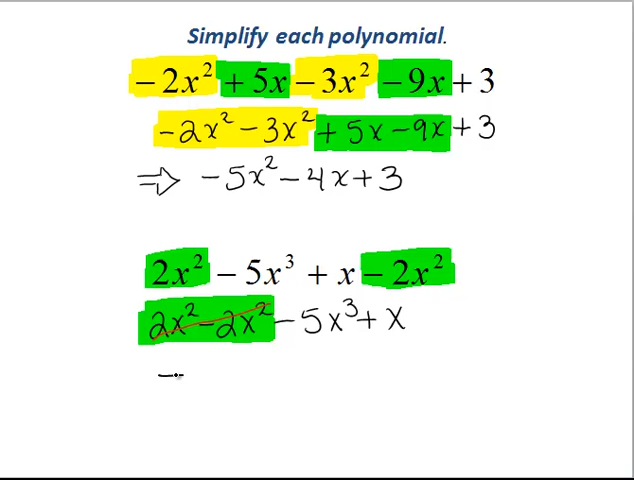 Simplify each polynomial.
− 2x² + 5x − 3x² − 9x + 3
−2x² − 3x² + 5x − 9x + 3
⇒ −5x² − 4x + 3
2x² − 5x³ + x − 2x²
2x² − 2x² − 5x³ + x
−